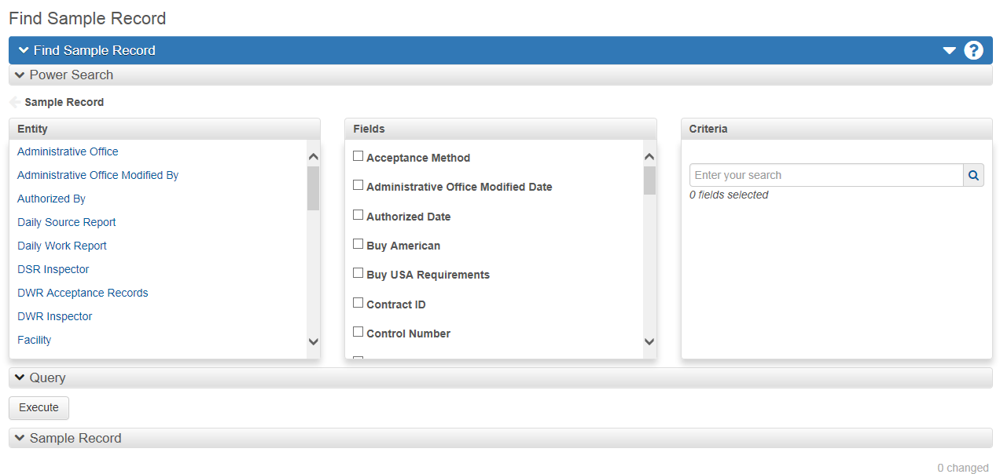 Find Sample Record
Find Sample Record
?
Power Search
Sample Record
Entity
Administrative Office
Administrative Office Modified By
Authorized By
Daily Source Report
Daily Work Report
DSR Inspector
DWR Acceptance Records
DWR Inspector
Facility
Fields
Acceptance Method
Administrative Office Modified Date
Authorized Date
Buy American
Buy USA Requirements
Contract ID
Control Number
Criteria
Enter your search
0 fields selected
Query
Execute
Sample Record
0 changed